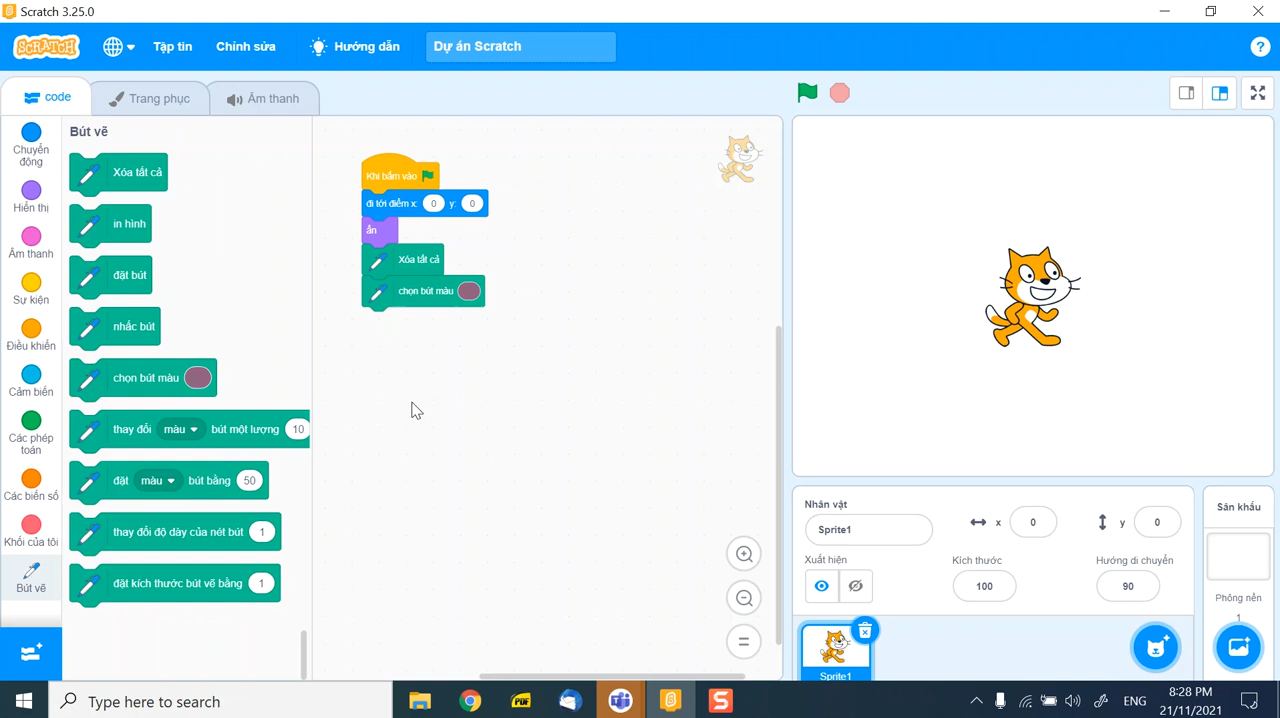 Scratch 3.25.0
SCRATCH
Tập tin
Chỉnh sửa
Hướng dẫn
Dự án Scratch
?
code
Trang phục
Âm thanh
Chuyển động
Hiển thị
Âm thanh
Sự kiện
Điều khiển
Cảm biến
Các phép toán
Các biến số
Khối của tôi
Bút vẽ
Bút vẽ
Xóa tất cả
in hình
đặt bút
nhấc bút
chọn bút màu
thay đổi màu bút một lượng 10
đặt màu bút bằng 50
thay đổi độ dày của nét bút 1
đặt kích thước bút vẽ bằng 1
Khi bấm vào
đi tới điểm x: 0 y: 0
ẩn
Xóa tất cả
chọn bút màu
Nhân vật
Sprite1
x 0
y 0
Xuất hiện
Kích thước
100
Hướng di chuyển
90
Sprite1
Sân khấu
Phông nền
1
Type here to search
PDF
S
ENG
8:28 PM
21/11/2021